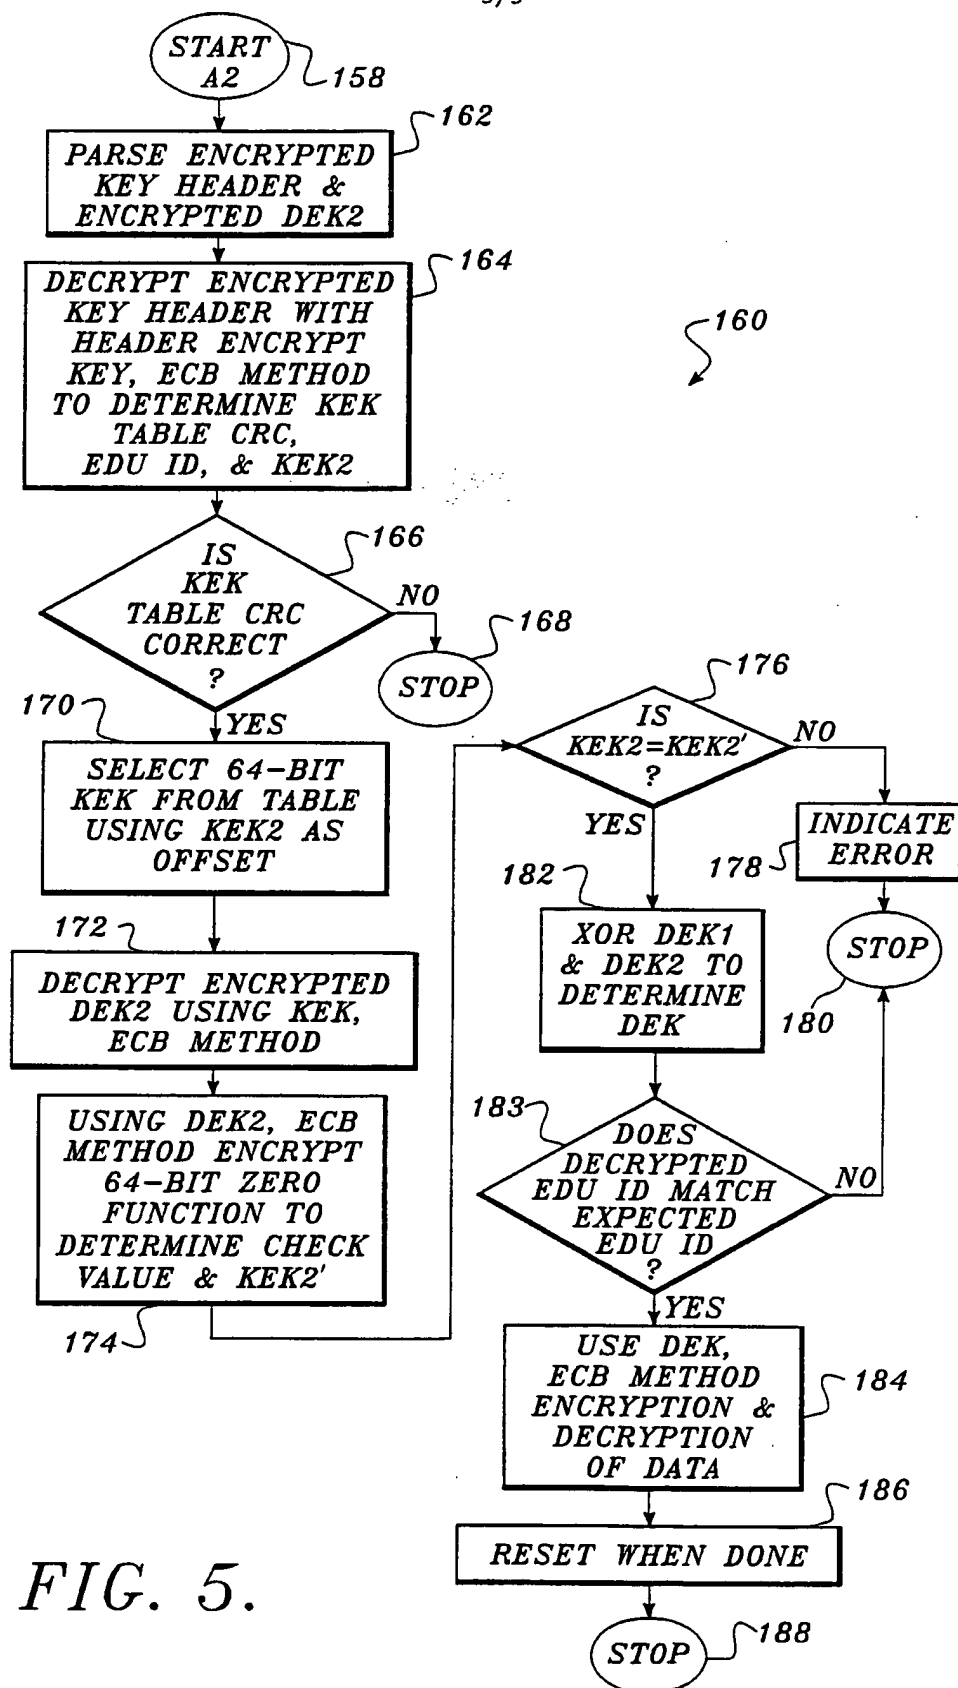 START
A2
158
162
PARSE ENCRYPTED
KEY HEADER &
ENCRYPTED DEK2
164
DECRYPT ENCRYPTED
KEY HEADER WITH
HEADER ENCRYPT
KEY, ECB METHOD
TO DETERMINE KEK
TABLE CRC,
EDU ID, & KEK2
160
166
IS
KEK
TABLE CRC
CORRECT
?
NO
168
STOP
170
YES
SELECT 64-BIT
KEK FROM TABLE
USING KEK2 AS
OFFSET
172
DECRYPT ENCRYPTED
DEK2 USING KEK,
ECB METHOD
USING DEK2, ECB
METHOD ENCRYPT
64-BIT ZERO
FUNCTION TO
DETERMINE CHECK
VALUE & KEK2'
174
176
IS
KEK2=KEK2'
?
NO
YES
INDICATE
ERROR
178
182
XOR DEK1
& DEK2 TO
DETERMINE
DEK
STOP
180
183
DOES
DECRYPTED
EDU ID MATCH
EXPECTED
EDU ID
?
NO
YES
USE DEK,
ECB METHOD
ENCRYPTION &
DECRYPTION
OF DATA
184
186
RESET WHEN DONE
STOP
188
FIG. 5.